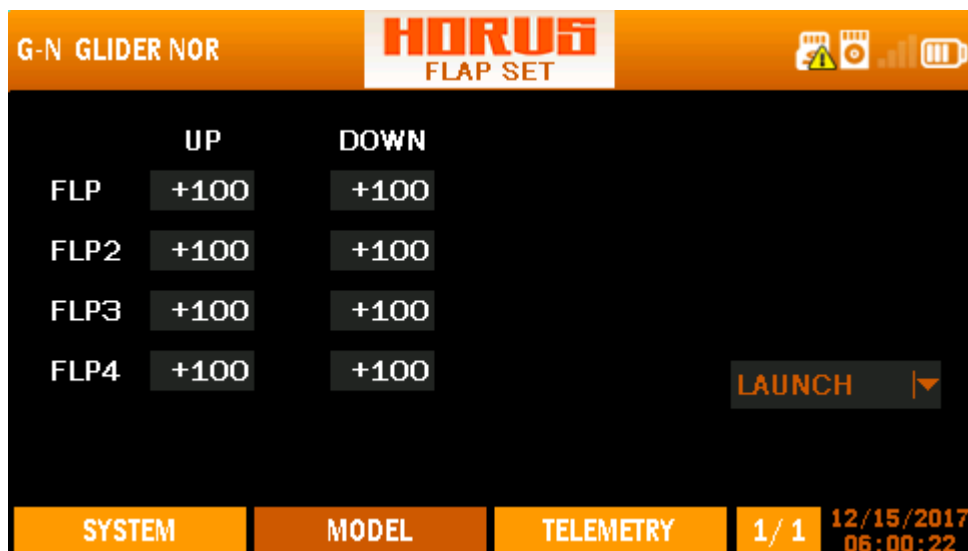 G-N GLIDER NOR
HORUS
FLAP SET
UP DOWN
FLP +100 +100
FLP2 +100 +100
FLP3 +100 +100
FLP4 +100 +100
LAUNCH
SYSTEM MODEL TELEMETRY 1/1 12/15/2017
06:00:22